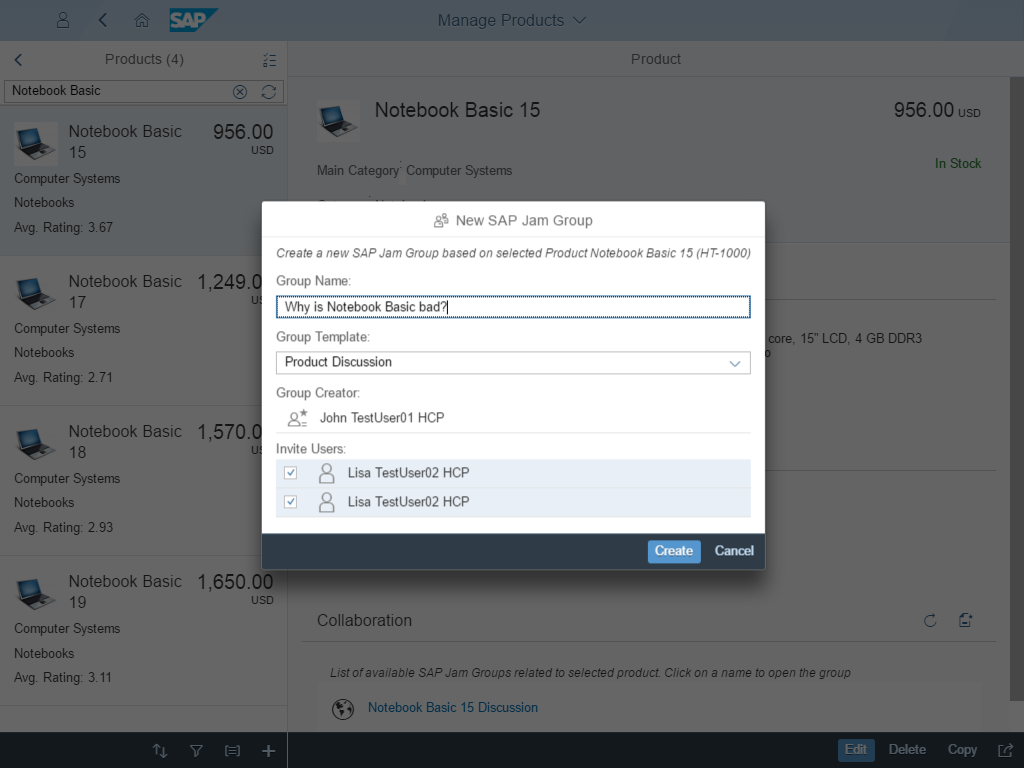 SAP
Manage Products
Products (4)
Product
Notebook Basic
Notebook Basic 15
956.00 USD
Computer Systems
Notebooks
Avg. Rating: 3.67
Notebook Basic 17
1,249.0
Computer Systems
Notebooks
Avg. Rating: 2.71
Notebook Basic 18
1,570.0
Computer Systems
Notebooks
Avg. Rating: 2.93
Notebook Basic 19
1,650.00 USD
Computer Systems
Notebooks
Avg. Rating: 3.11
Notebook Basic 15
956.00 USD
Main Category: Computer Systems
In Stock
New SAP Jam Group
Create a new SAP Jam Group based on selected Product Notebook Basic 15 (HT-1000)
Group Name:
Why is Notebook Basic bad?
Group Template:
Product Discussion
Group Creator:
John TestUser01 HCP
Invite Users:
Lisa TestUser02 HCP
Lisa TestUser02 HCP
Create Cancel
core, 15" LCD, 4 GB DDR3
Collaboration
List of available SAP Jam Groups related to selected product. Click on a name to open the group
Notebook Basic 15 Discussion
Edit Delete Copy